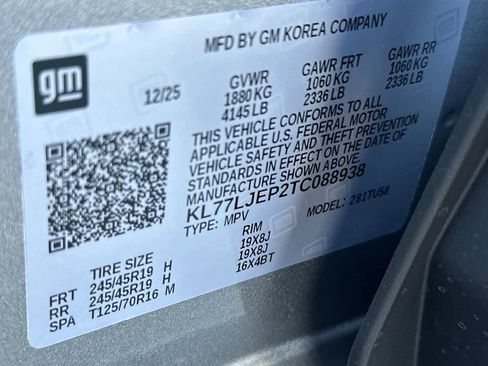 MFD BY GM KOREA COMPANY
gm
12/25
GVWR GAWR FRT GAWR RR
1880 KG 1060 KG 1060 KG
4145 LB 2336 LB 2336 LB
THIS VEHICLE CONFORMS TO ALL
APPLICABLE U.S. FEDERAL MOTOR
VEHICLE SAFETY AND THEFT PREVENTION
STANDARDS IN EFFECT ON THE DATE OF
MANUFACTURE SHOWN ABOVE.
KL77LJEP2TC088938
TYPE: MPV MODEL: 281TU58
TIRE SIZE RIM
FRT 245/45R19 H 19X8J
RR 245/45R19 H 19X8J
SPA T125/70R16 M 16X4BT